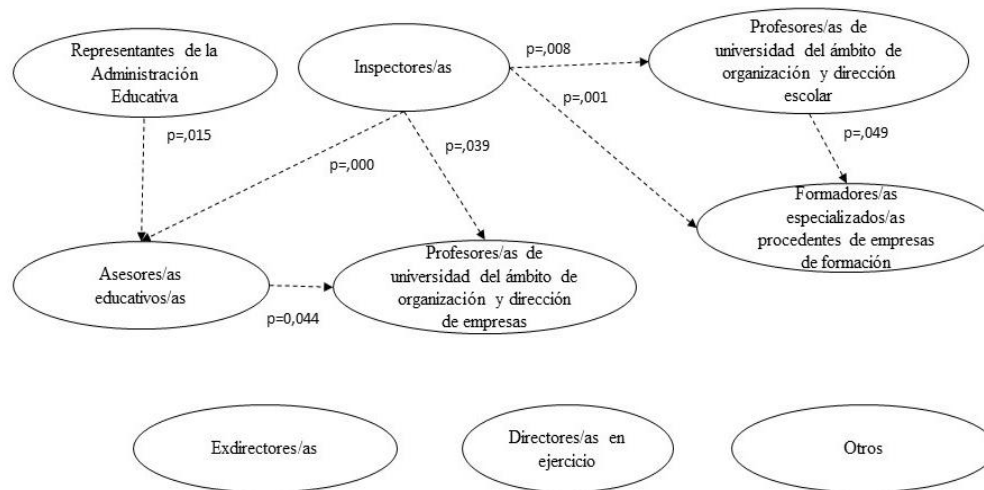 Representantes de la
Administración
Educativa
Inspectores/as
Profesores/as de
universidad del ámbito de
organización y dirección
escolar
p=,008
p=,001
p=,015
p=,000
p=,039
p=,049
Formadores/as
especializados/as
procedentes de empresas
de formación
Asesores/as
educativos/as
p=0,044
Profesores/as de
universidad del ámbito de
organización y dirección
de empresas
Exdirectores/as
Directores/as en
ejercicio
Otros